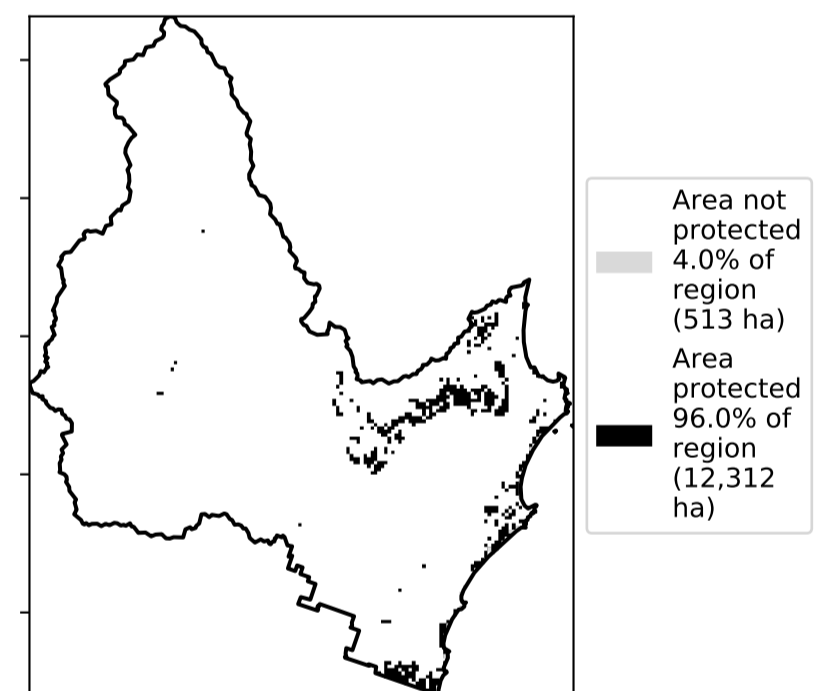 Area not
protected
4.0% of
region
(513 ha)
Area
protected
96.0% of
region
(12,312
ha)